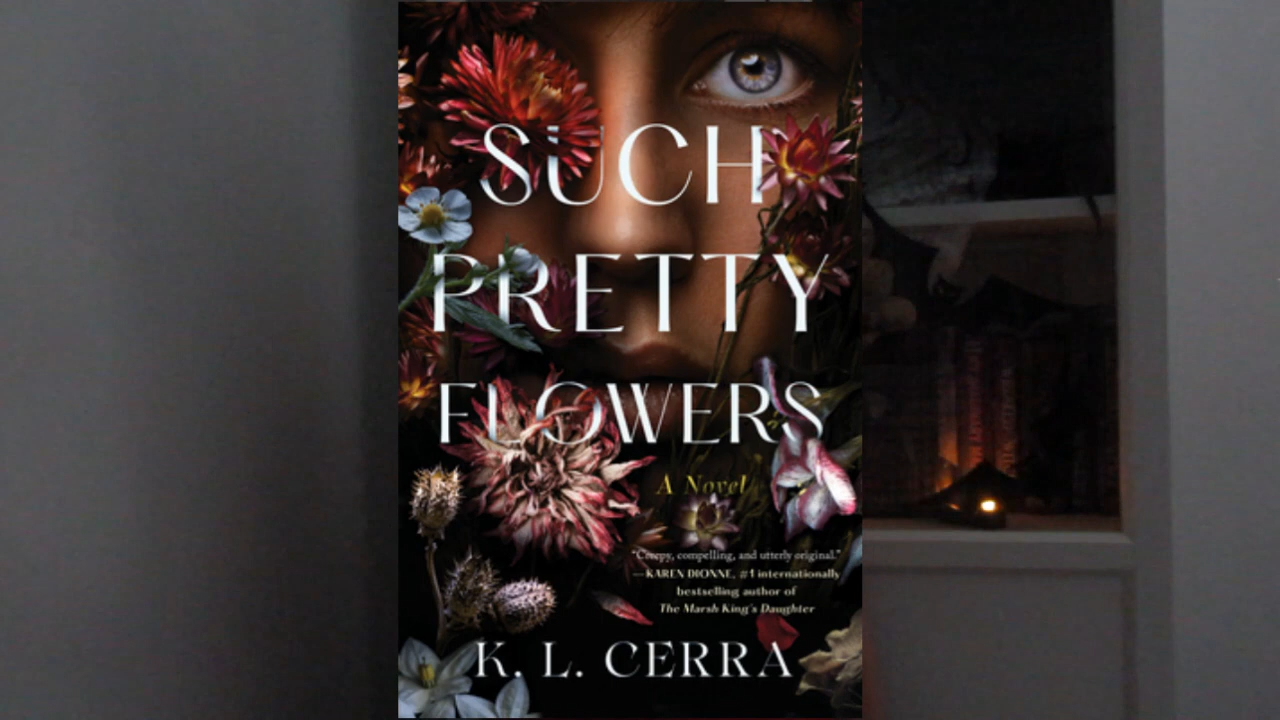 SUCH
PRETTY
FLOWERS
A Novel
“Creepy, compelling, and utterly original.”
—KAREN DIONNE, #1 internationally
bestselling author of
The Marsh King's Daughter
K. L. CERRA